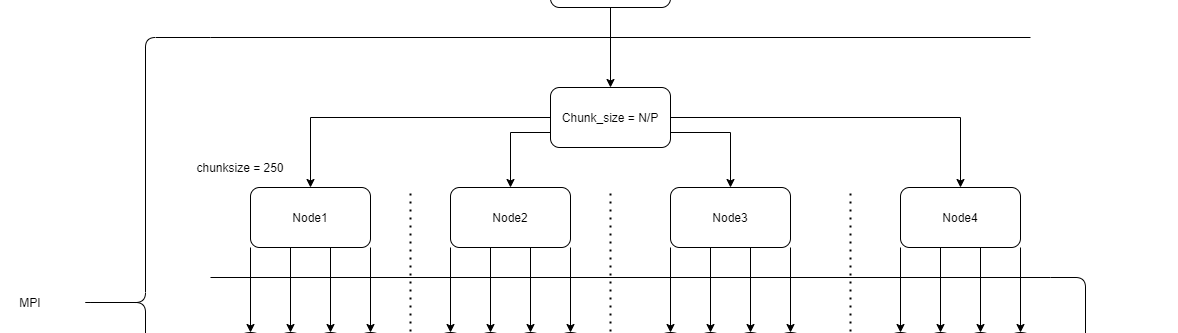 Chunk_size = N/P
chunksize = 250
Node1
Node2
Node3
Node4
MPI